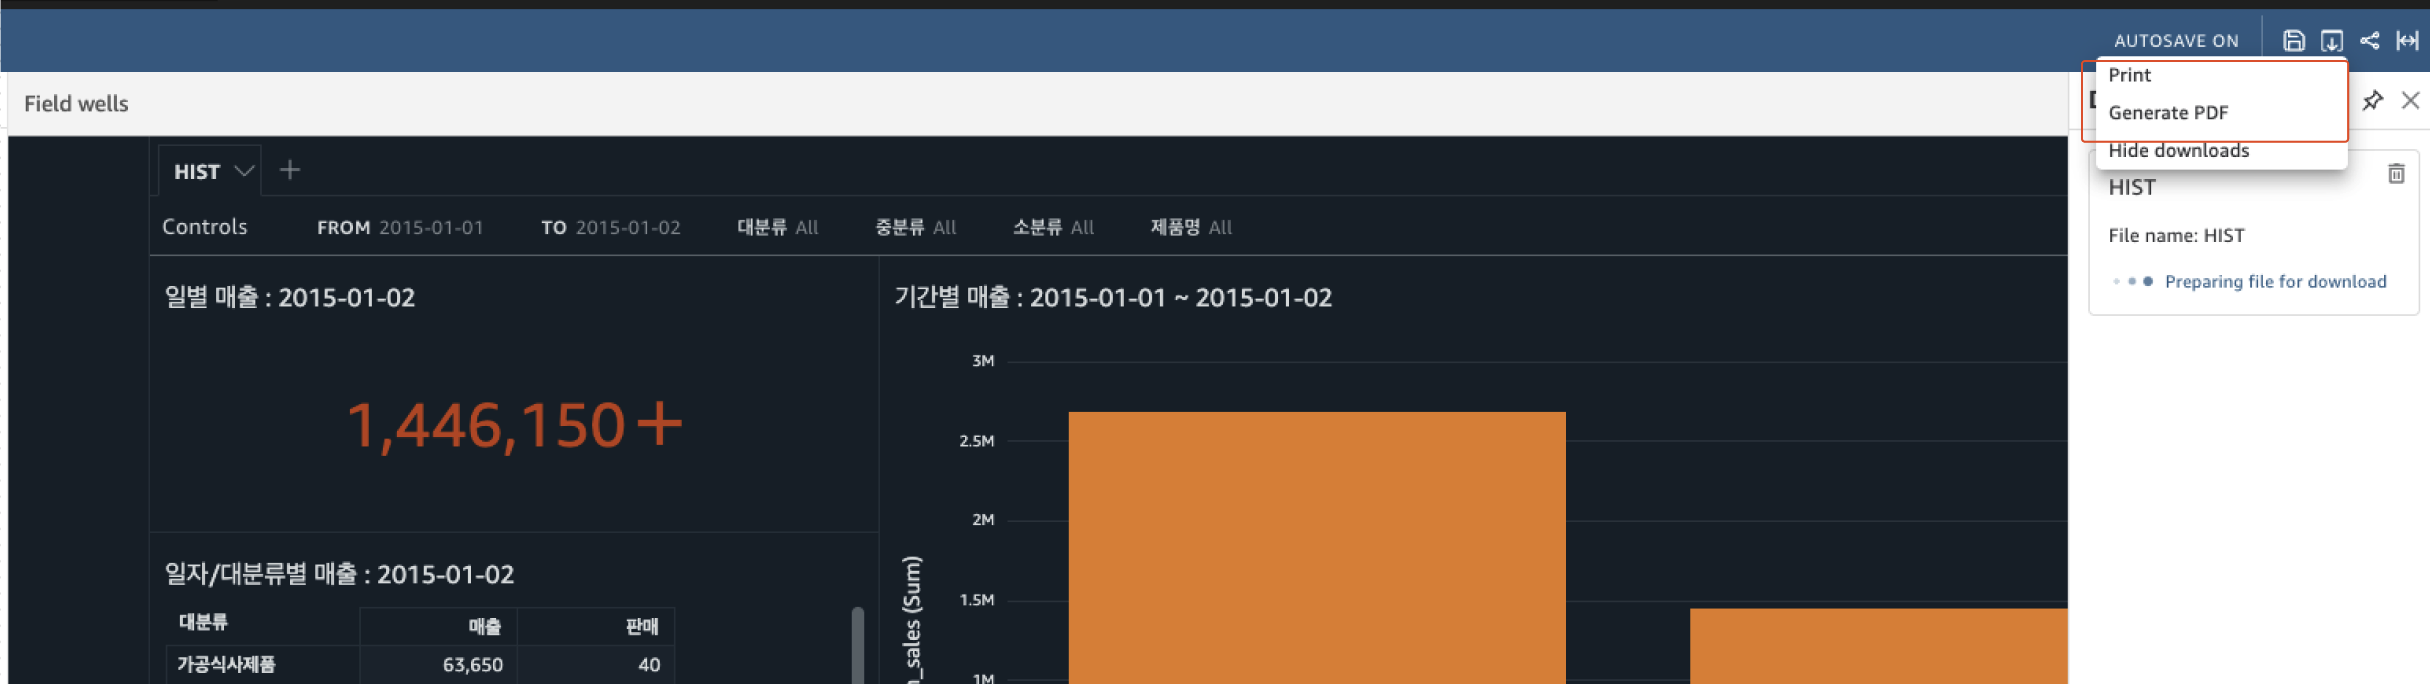 AUTOSAVE ON
Print
Generate PDF
Hide downloads
Field wells
HIST
Controls FROM 2015-01-01 TO 2015-01-02 대분류 All 중분류 All 소분류 All 제품명 All
일별 매출 : 2015-01-02
1,446,150+
기간별 매출 : 2015-01-01 ~ 2015-01-02
3M
2.5M
2M
1.5M
1M
_sales (Sum)
일자/대분류별 매출 : 2015-01-02
대분류 매출 판매
가공식사제품 63,650 40
HIST
File name: HIST
Preparing file for download